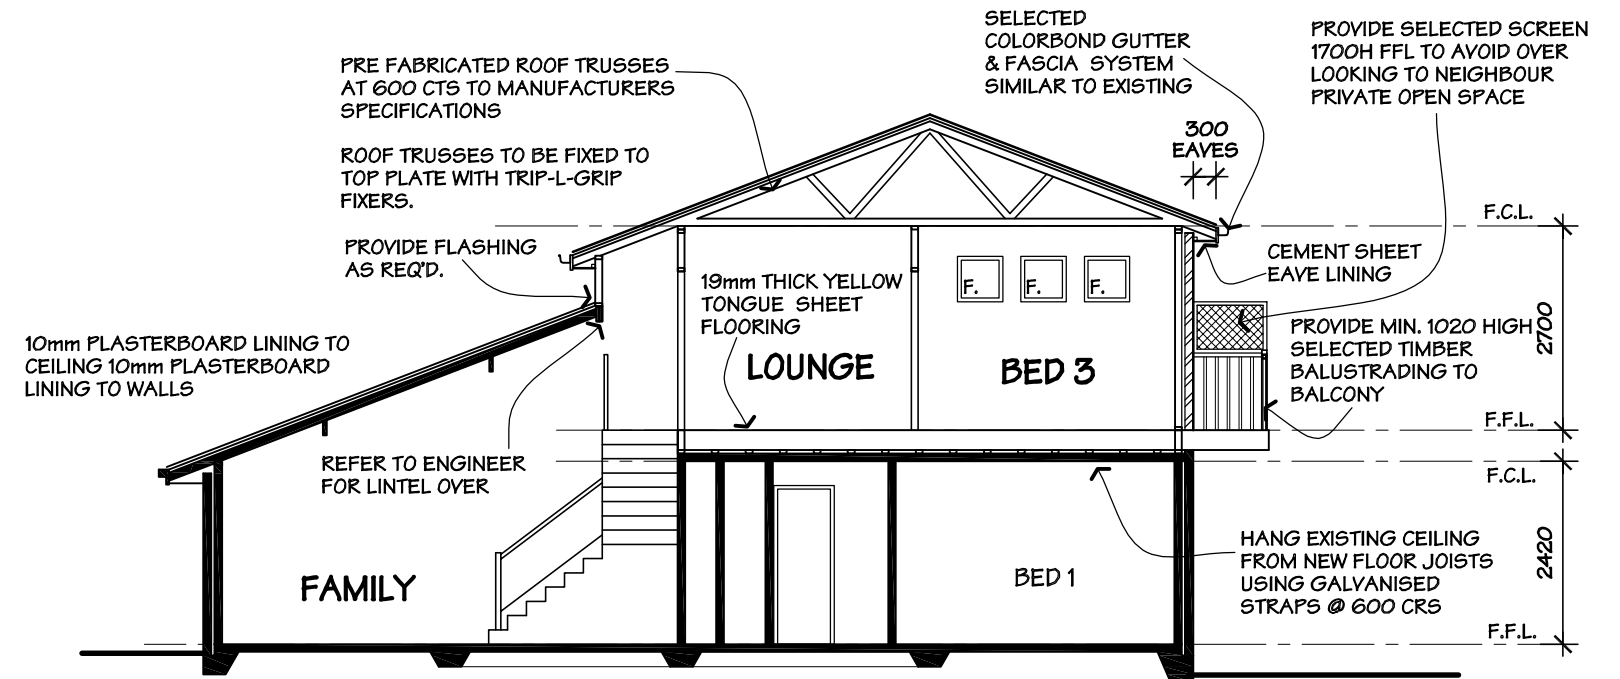 SELECTED
COLORBOND GUTTER
& FASCIA SYSTEM
SIMILAR TO EXISTING
PROVIDE SELECTED SCREEN
1700H FFL TO AVOID OVER
LOOKING TO NEIGHBOUR
PRIVATE OPEN SPACE
PRE FABRICATED ROOF TRUSSES
AT 600 CTS TO MANUFACTURERS
SPECIFICATIONS
ROOF TRUSSES TO BE FIXED TO
TOP PLATE WITH TRIP-L-GRIP
FIXERS.
300
EAVES
F.C.L.
PROVIDE FLASHING
AS REQ'D.
CEMENT SHEET
EAVE LINING
19mm THICK YELLOW
TONGUE SHEET
FLOORING
F.
F.
F.
10mm PLASTERBOARD LINING TO
CEILING 10mm PLASTERBOARD
LINING TO WALLS
LOUNGE
BED 3
PROVIDE MIN. 1020 HIGH
SELECTED TIMBER
BALUSTRADING TO
BALCONY
2700
F.F.L.
REFER TO ENGINEER
FOR LINTEL OVER
F.C.L.
HANG EXISTING CEILING
FROM NEW FLOOR JOISTS
USING GALVANISED
STRAPS @ 600 CRS
2420
FAMILY
BED 1
F.F.L.